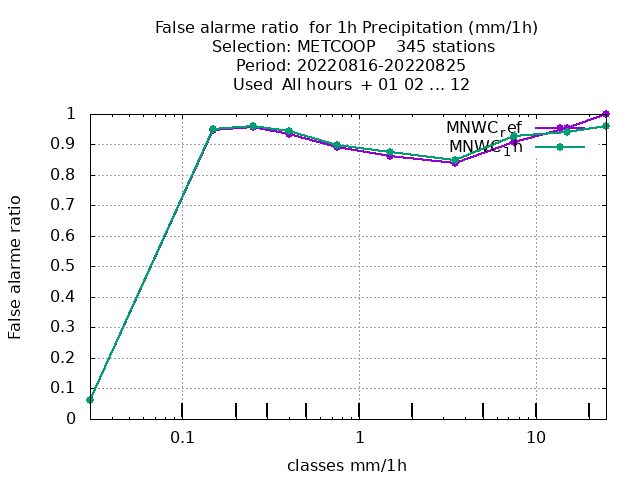 False alarme ratio  for 1h Precipitation (mm/1h)
Selection: METCOOP    345 stations
Period: 20220816-20220825
Used  All hours  + 01 02 ... 12
MNWC_ref
MNWC_1h
1
0.9
0.8
0.7
0.6
0.5
0.4
0.3
0.2
0.1
0
False alarme ratio
0.1
1
10
classes mm/1h